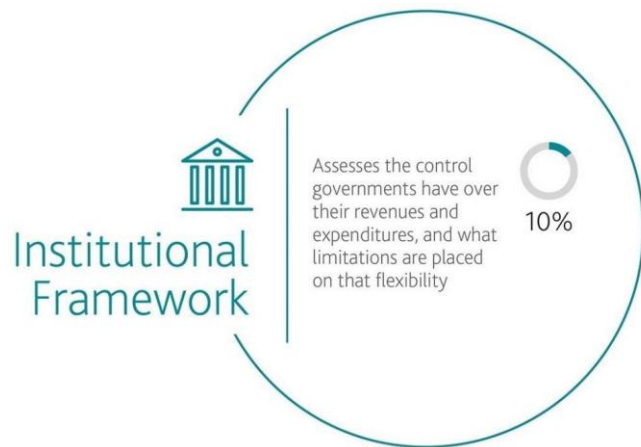 Institutional
Framework
Assesses the control
governments have over
their revenues and
expenditures, and what
limitations are placed
on that flexibility
10%